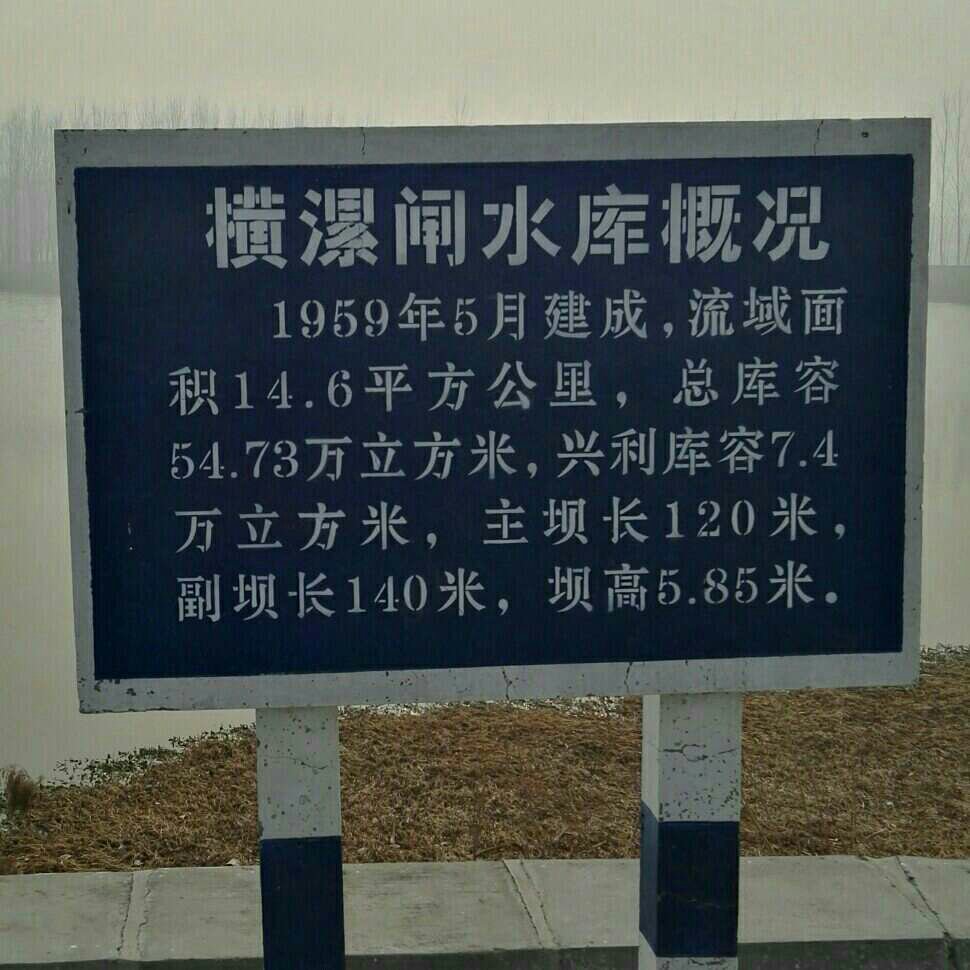 横漯闸水库概况
1959年5月建成,流域面
积14.6平方公里，总库容
54.73万立方米,兴利库容7.4
万立方米，主坝长120米,
副坝长140米，坝高5.85米.